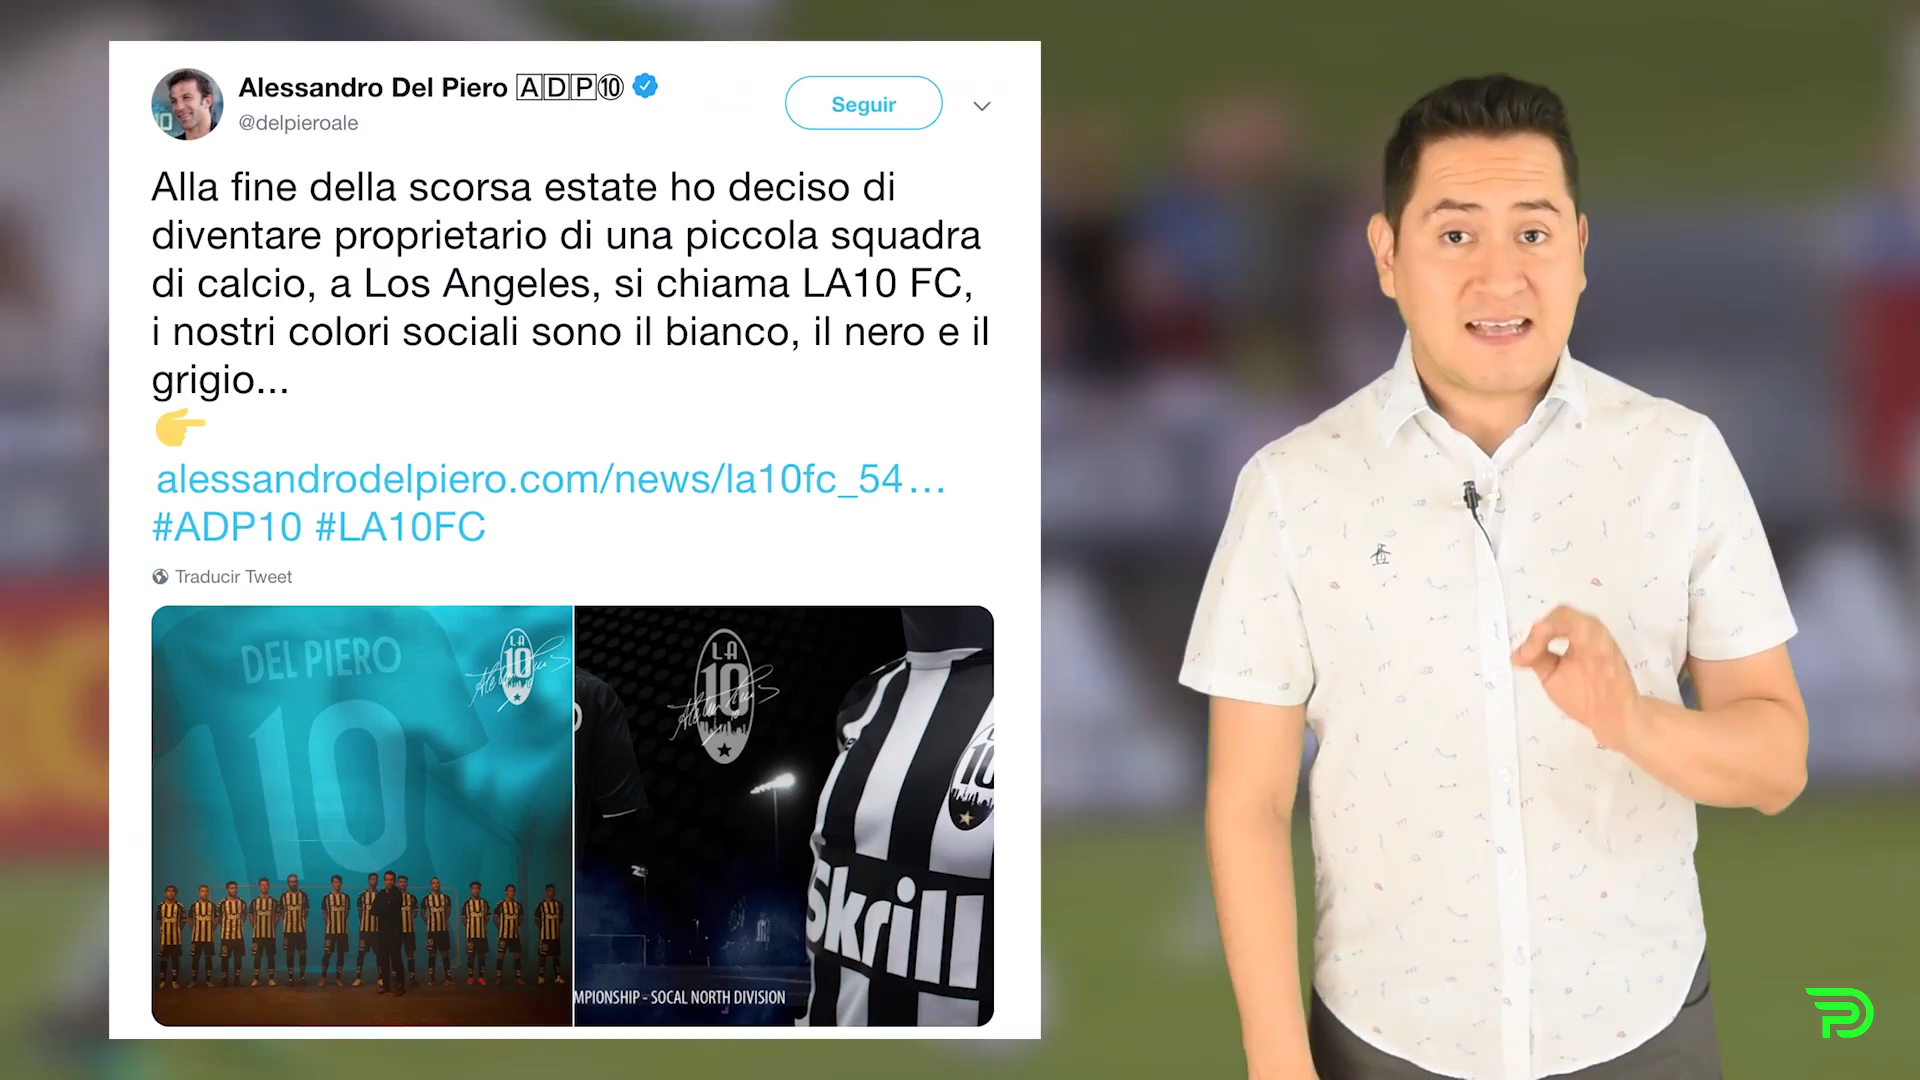 Alessandro Del Piero 🄰🄳🄿⑩
@delpieroale
Seguir
Alla fine della scorsa estate ho deciso di
diventare proprietario di una piccola squadra
di calcio, a Los Angeles, si chiama LA10 FC,
i nostri colori sociali sono il bianco, il nero e il
grigio...
👉
alessandrodelpiero.com/news/la10fc_54...
#ADP10 #LA10FC
Traducir Tweet
DEL PIERO
10
LA
10
LA
10
10
Skrill
MPIONSHIP - SOCAL NORTH DIVISION